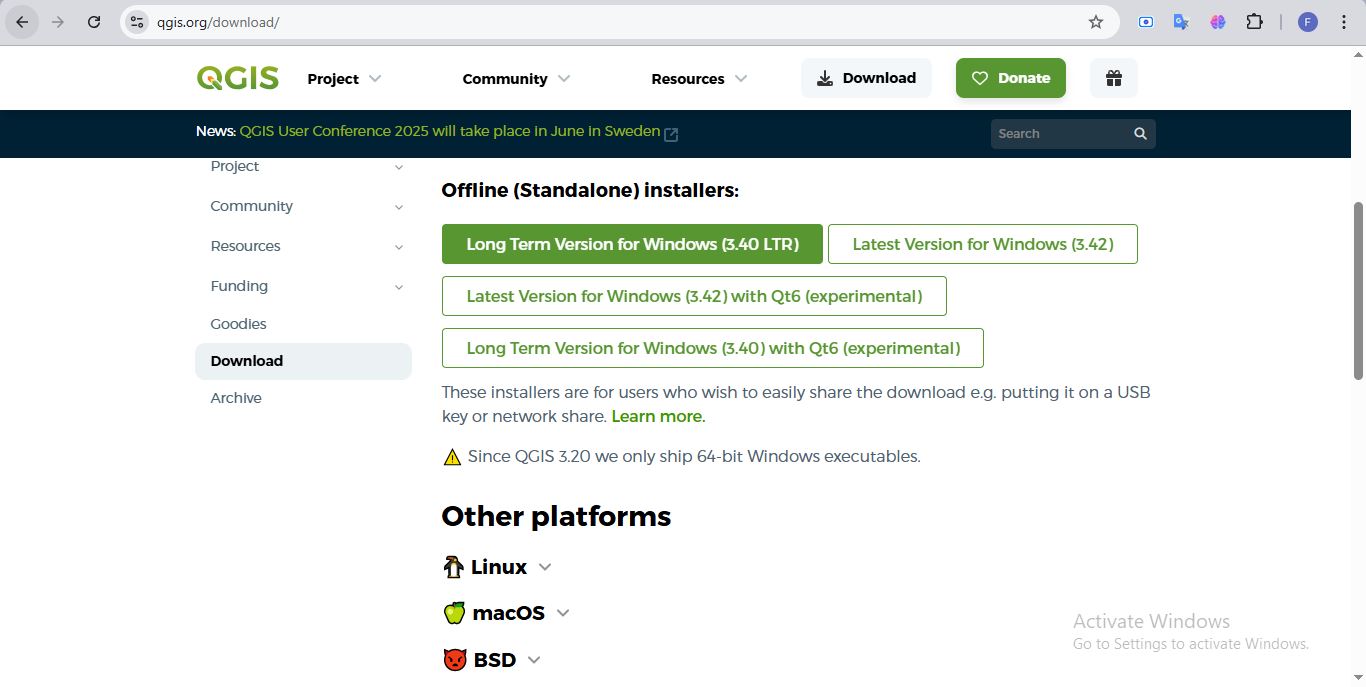 qgis.org/download/
F
QGIS
Project
Community
Resources
Download
Donate
News: QGIS User Conference 2025 will take place in June in Sweden
Search
Project
Community
Resources
Funding
Goodies
Download
Archive
Offline (Standalone) installers:
Long Term Version for Windows (3.40 LTR)
Latest Version for Windows (3.42)
Latest Version for Windows (3.42) with Qt6 (experimental)
Long Term Version for Windows (3.40) with Qt6 (experimental)
These installers are for users who wish to easily share the download e.g. putting it on a USB
key or network share. Learn more.
Since QGIS 3.20 we only ship 64-bit Windows executables.
Other platforms
Linux
macOS
BSD
Activate Windows
Go to Settings to activate Windows.